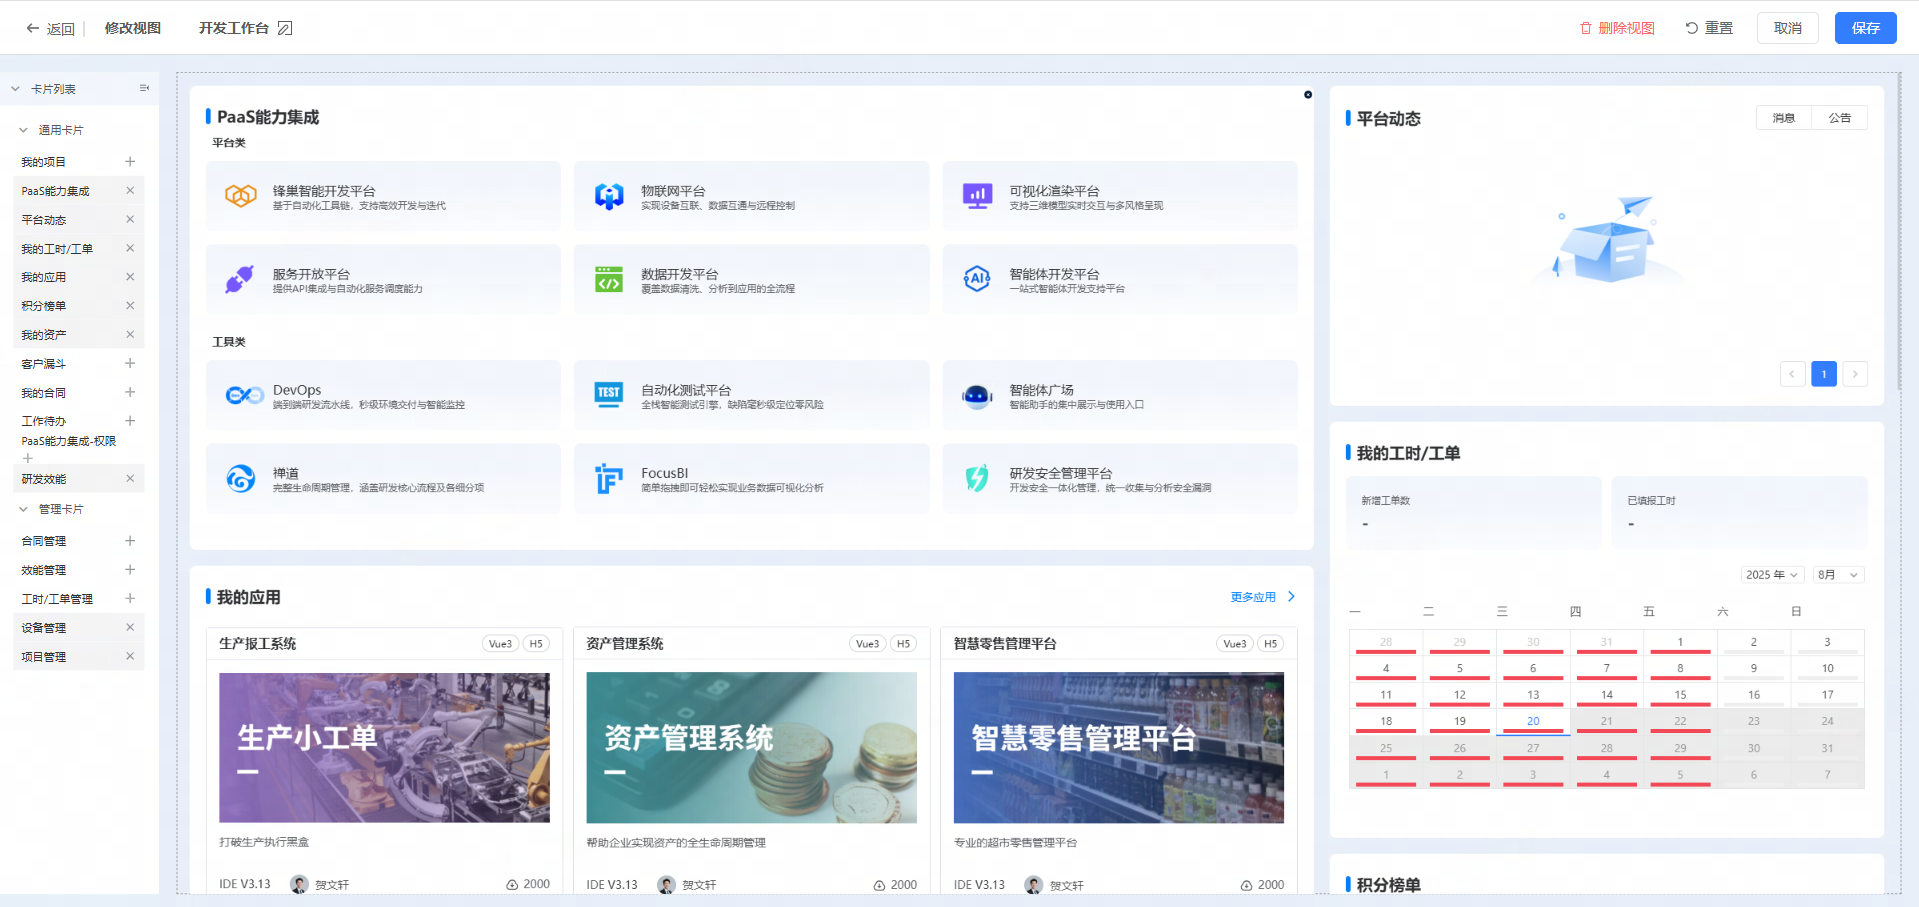 返回
修改视图
开发工作台
删除视图
重置
取消
保存
卡片列表
通用卡片
我的项目
PaaS能力集成
平台动态
我的工时/工单
我的应用
积分榜单
我的资产
客户漏斗
我的合同
工作待办
PaaS能力集成-权限
研发效能
管理卡片
合同管理
效能管理
工时/工单管理
设备管理
项目管理
PaaS能力集成
平台类
锋巢智能开发平台
基于自动化工具链，支持高效开发与迭代
物联网平台
实现设备互联、数据互通与远程控制
可视化渲染平台
支持三维模型实时交互与多风格呈现
服务开放平台
提供API集成与自动化服务调度能力
数据开发平台
覆盖数据清洗、分析到应用的全流程
AI
智能体开发平台
一站式智能体开发支持平台
工具类
DevOps
端到端研发流水线，秒级环境交付与智能监控
TEST
自动化测试平台
全栈智能测试引擎，缺陷毫秒级定位零风险
智能体广场
智能助手的集中展示与使用入口
禅道
完整生命周期管理，涵盖研发核心流程及各细分项
FocusBI
简单拖拽即可轻松实现业务数据可视化分析
研发安全管理平台
开发安全一体化管理，统一收集与分析安全漏洞
我的应用
更多应用
生产报工系统
Vue3
H5
生产小工单
打破生产执行黑盒
IDE V3.13
贺文轩
2000
资产管理系统
Vue3
H5
资产管理系统
帮助企业实现资产的全生命周期管理
IDE V3.13
贺文轩
2000
智慧零售管理平台
Vue3
H5
智慧零售管理平台
专业的超市零售管理平台
IDE V3.13
贺文轩
2000
平台动态
消息
公告
1
我的工时/工单
新增工单数
-
已填报工时
-
2025 年
8月
一 二 三 四 五 六 日
28 29 30 31 1 2 3
4 5 6 7 8 9 10
11 12 13 14 15 16 17
18 19 20 21 22 23 24
25 26 27 28 29 30 31
1 2 3 4 5 6 7
积分榜单